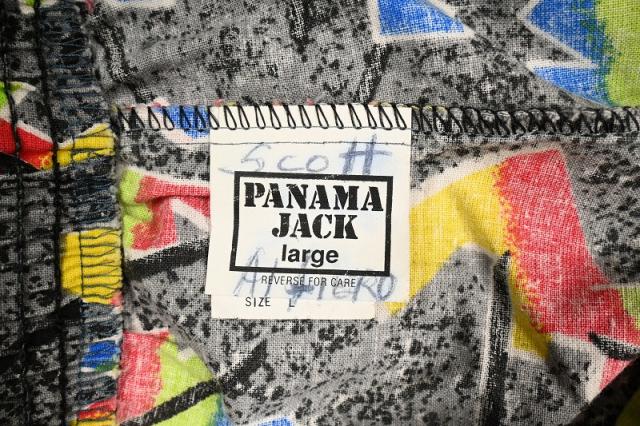 Scott
PANAMA
JACK
large
REVERSE FOR CARE
SIZE L